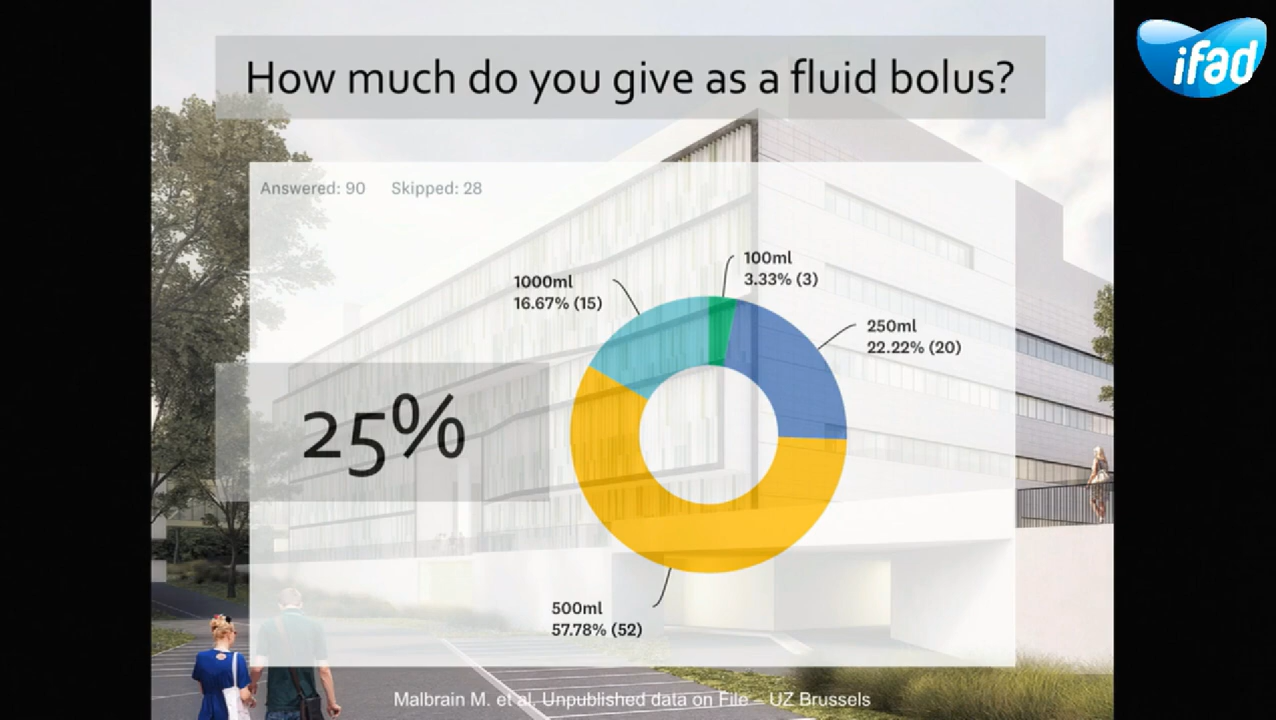 How much do you give as a fluid bolus?
ifad
Answered: 90 Skipped: 28
100ml
3.33% (3)
1000ml
16.67% (15)
250ml
22.22% (20)
25%
500ml
57.78% (52)
Malbrain M. et al. Unpublished data on File – UZ Brussels